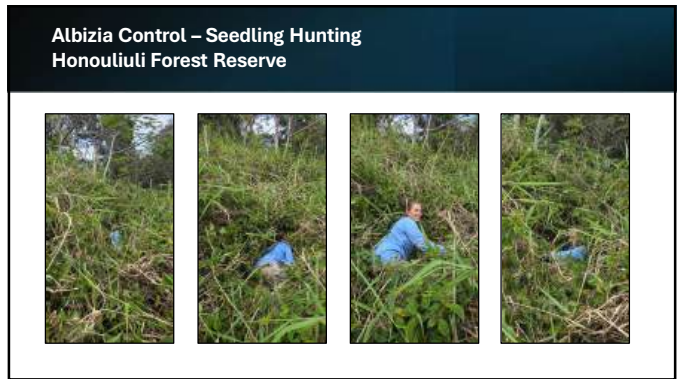 Albizia Control – Seedling Hunting
Honouliuli Forest Reserve